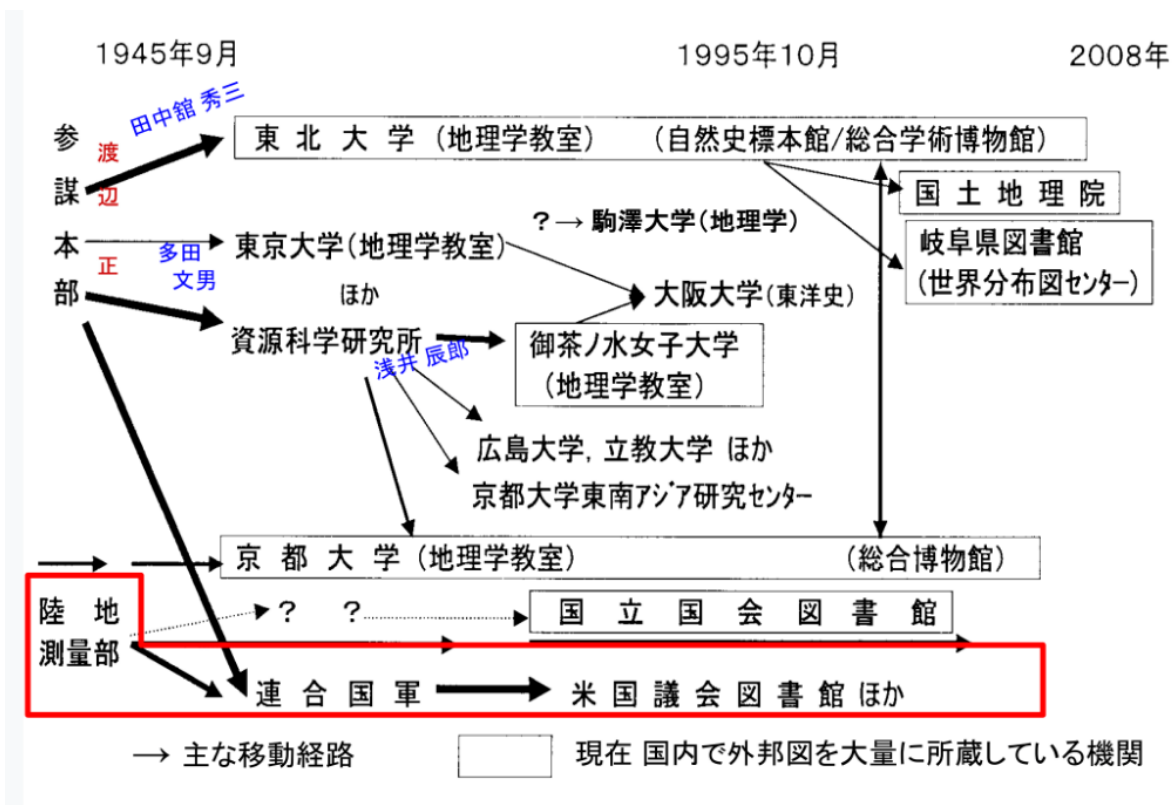 1945年9月 1995年10月 2008年
田中舘 秀三
参謀本部
渡辺正
東 北 大 学 (地理学教室) (自然史標本館/総合学術博物館)
国 土 地 理 院
?→ 駒澤大学(地理学)
岐阜県図書館
(世界分布図センター)
多田
文男
東京大学(地理学教室)
ほか
大阪大学(東洋史)
資源科学研究所
浅井 辰郎
御茶ノ水女子大学
(地理学教室)
広島大学, 立教大学 ほか
京都大学東南アジア研究センター
京 都 大 学 (地理学教室) (総合博物館)
陸 地
測量部
? ?
国 立 国 会 図 書 館
連 合 国 軍
米 国 議 会 図 書 館 ほか
→ 主な移動経路
現在 国内で外邦図を大量に所蔵している機関